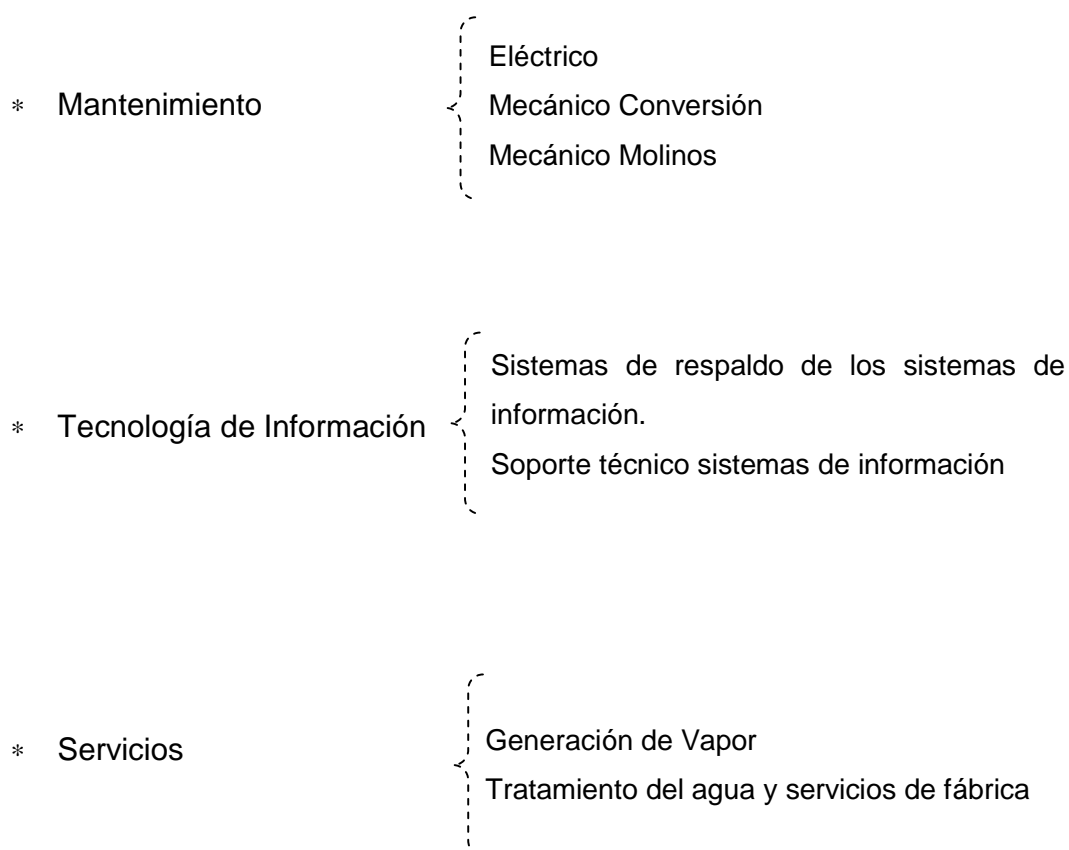 Eléctrico
* Mantenimiento
Mecánico Conversión
Mecánico Molinos
Sistemas de respaldo de los sistemas de
información.
* Tecnología de Información
Soporte técnico sistemas de información
* Servicios
Generación de Vapor
Tratamiento del agua y servicios de fábrica